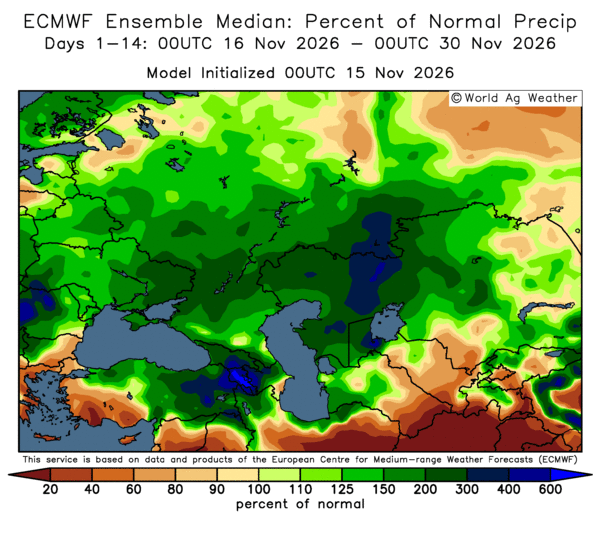 ECMWF Ensemble Median: Percent of Normal Precip
Days 1-14: 00UTC 16 Nov 2026 - 00UTC 30 Nov 2026
Model Initialized 00UTC 15 Nov 2026
©World Ag Weather
This service is based on data and products of the European Centre for Medium-range Weather Forecasts (ECMWF)
20 40 60 80 90 100 110 125 150 200 300 400 600
percent of normal